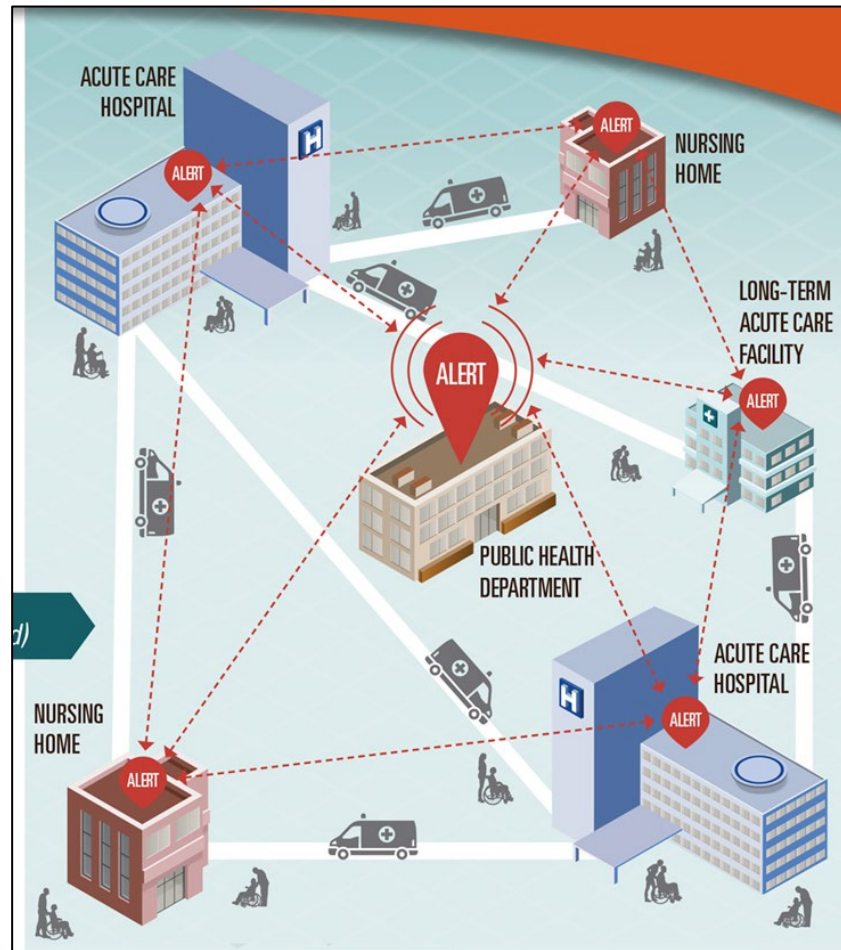 ACUTE CARE
HOSPITAL
H
ALERT
ALERT
NURSING
HOME
LONG-TERM
ACUTE CARE
FACILITY
ALERT
ALERT
PUBLIC HEALTH
DEPARTMENT
d)
ACUTE CARE
HOSPITAL
H
ALERT
NURSING
HOME
ALERT